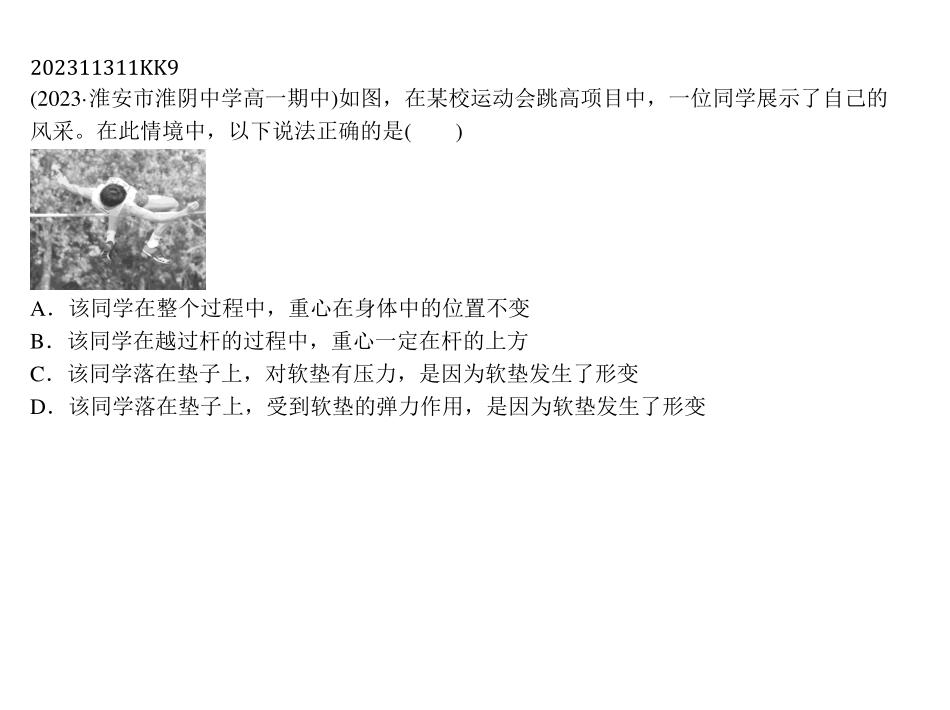 202311311KK9
(2023·淮安市淮阴中学高一期中)如图，在某校运动会跳高项目中，一位同学展示了自己的
风采。在此情境中，以下说法正确的是(　　)
A．该同学在整个过程中，重心在身体中的位置不变
B．该同学在越过杆的过程中，重心一定在杆的上方
C．该同学落在垫子上，对软垫有压力，是因为软垫发生了形变
D．该同学落在垫子上，受到软垫的弹力作用，是因为软垫发生了形变